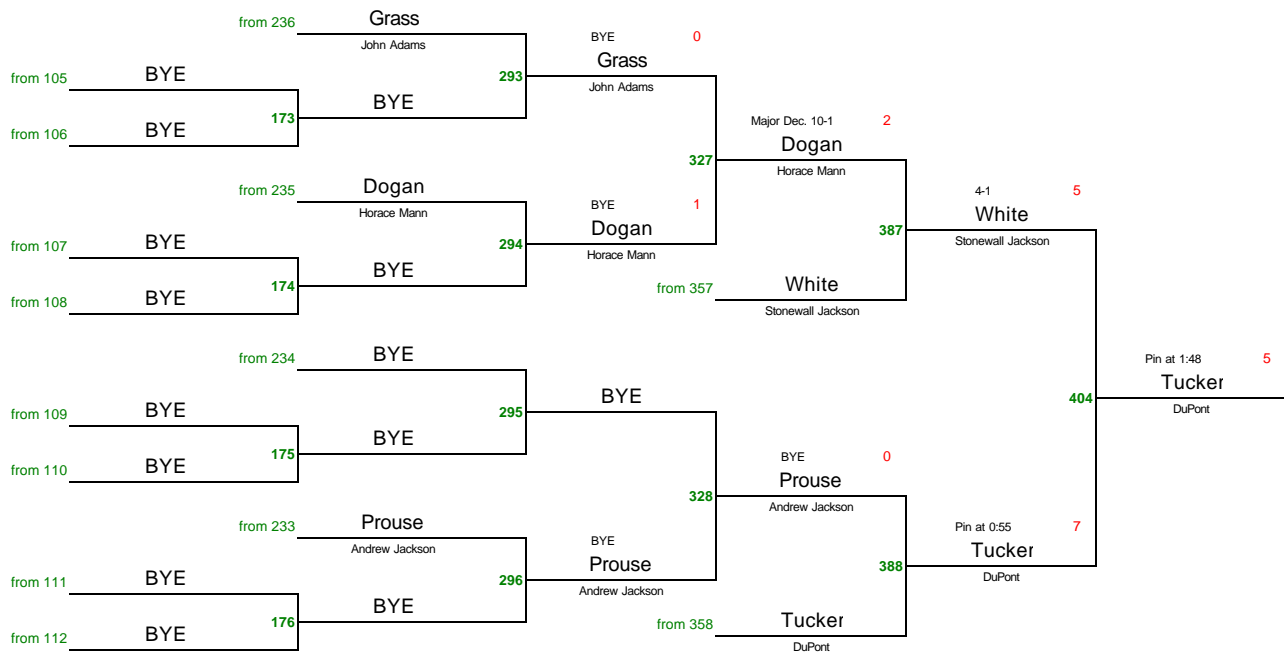 from 236 Grass
John Adams
BYE 0
Grass
John Adams
from 105 BYE
293
BYE
173
from 106 BYE
Major Dec. 10-1 2
Dogan
Horace Mann
327
from 235 Dogan
Horace Mann
BYE 1
Dogan
Horace Mann
4-1 5
White
Stonewall Jackson
from 107 BYE
294
387
BYE
174
from 108 BYE
from 357 White
Stonewall Jackson
from 234 BYE
Pin at 1:48 5
Tucker
DuPont
404
from 109 BYE
295
BYE
BYE
175
from 110 BYE
BYE 0
Prouse
Andrew Jackson
328
from 233 Prouse
Andrew Jackson
BYE
Prouse
Andrew Jackson
Pin at 0:55 7
Tucker
DuPont
from 111 BYE
296
388
BYE
176
from 112 BYE
from 358 Tucker
DuPont